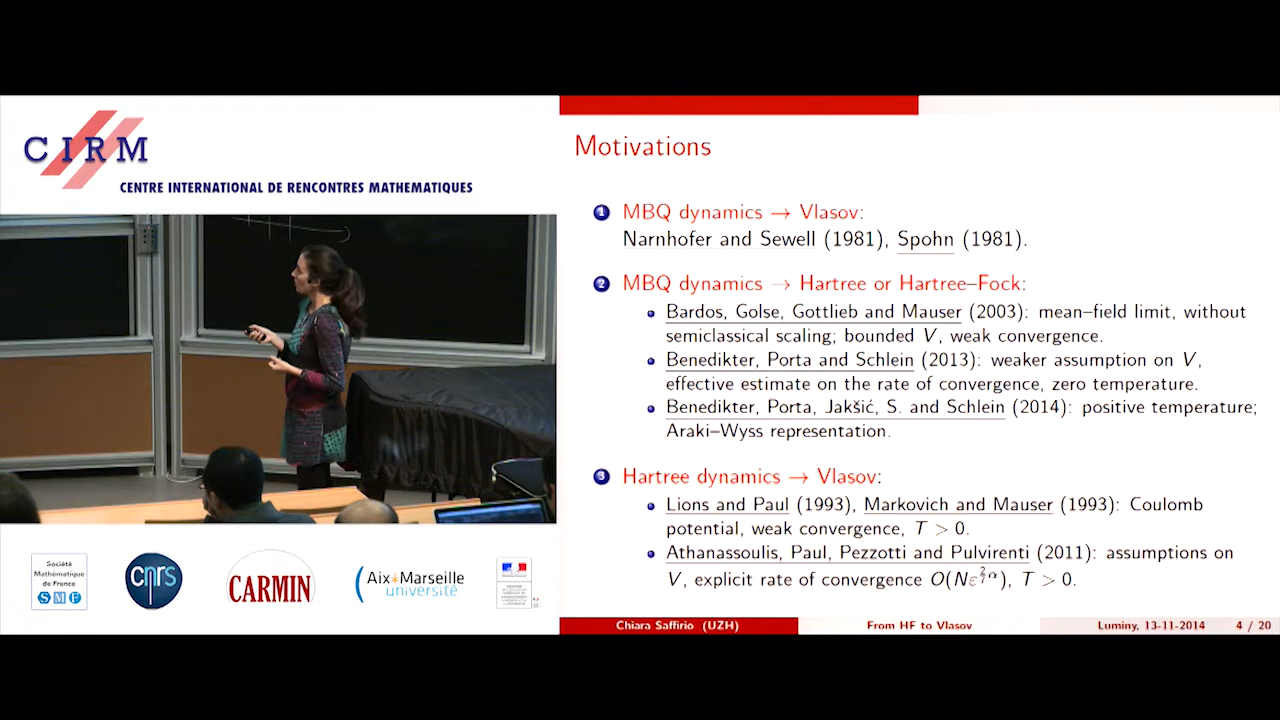 CIRM
CENTRE INTERNATIONAL DE RENCONTRES MATHEMATIQUES
Société
Mathématique
de France
SMF
cnrs
CARMIN
Aix*Marseille
université
Motivations
1 MBQ dynamics → Vlasov:
Narnhofer and Sewell (1981), Spohn (1981).
2 MBQ dynamics → Hartree or Hartree–Fock:
• Bardos, Golse, Gottlieb and Mauser (2003): mean–field limit, without
semiclassical scaling; bounded V, weak convergence.
• Benedikter, Porta and Schlein (2013): weaker assumption on V,
effective estimate on the rate of convergence, zero temperature.
• Benedikter, Porta, Jakšić, S. and Schlein (2014): positive temperature;
Araki–Wyss representation.
3 Hartree dynamics → Vlasov:
• Lions and Paul (1993), Markovich and Mauser (1993): Coulomb
potential, weak convergence, T > 0.
• Athanassoulis, Paul, Pezzotti and Pulvirenti (2011): assumptions on
V, explicit rate of convergence O(Nε^{2/7 α}), T > 0.
Chiara Saffirio (UZH) From HF to Vlasov Luminy, 13-11-2014 4 / 20